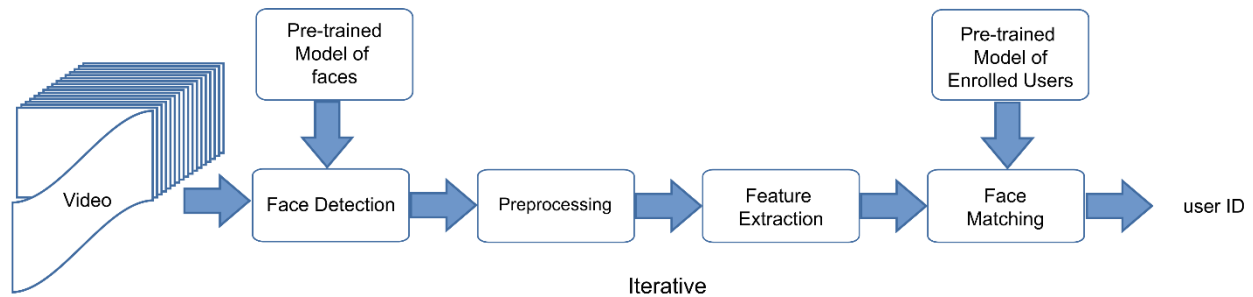 Pre-trained
Model of
faces
Pre-trained
Model of
Enrolled Users
Video
Face Detection
Preprocessing
Feature
Extraction
Face
Matching
user ID
Iterative